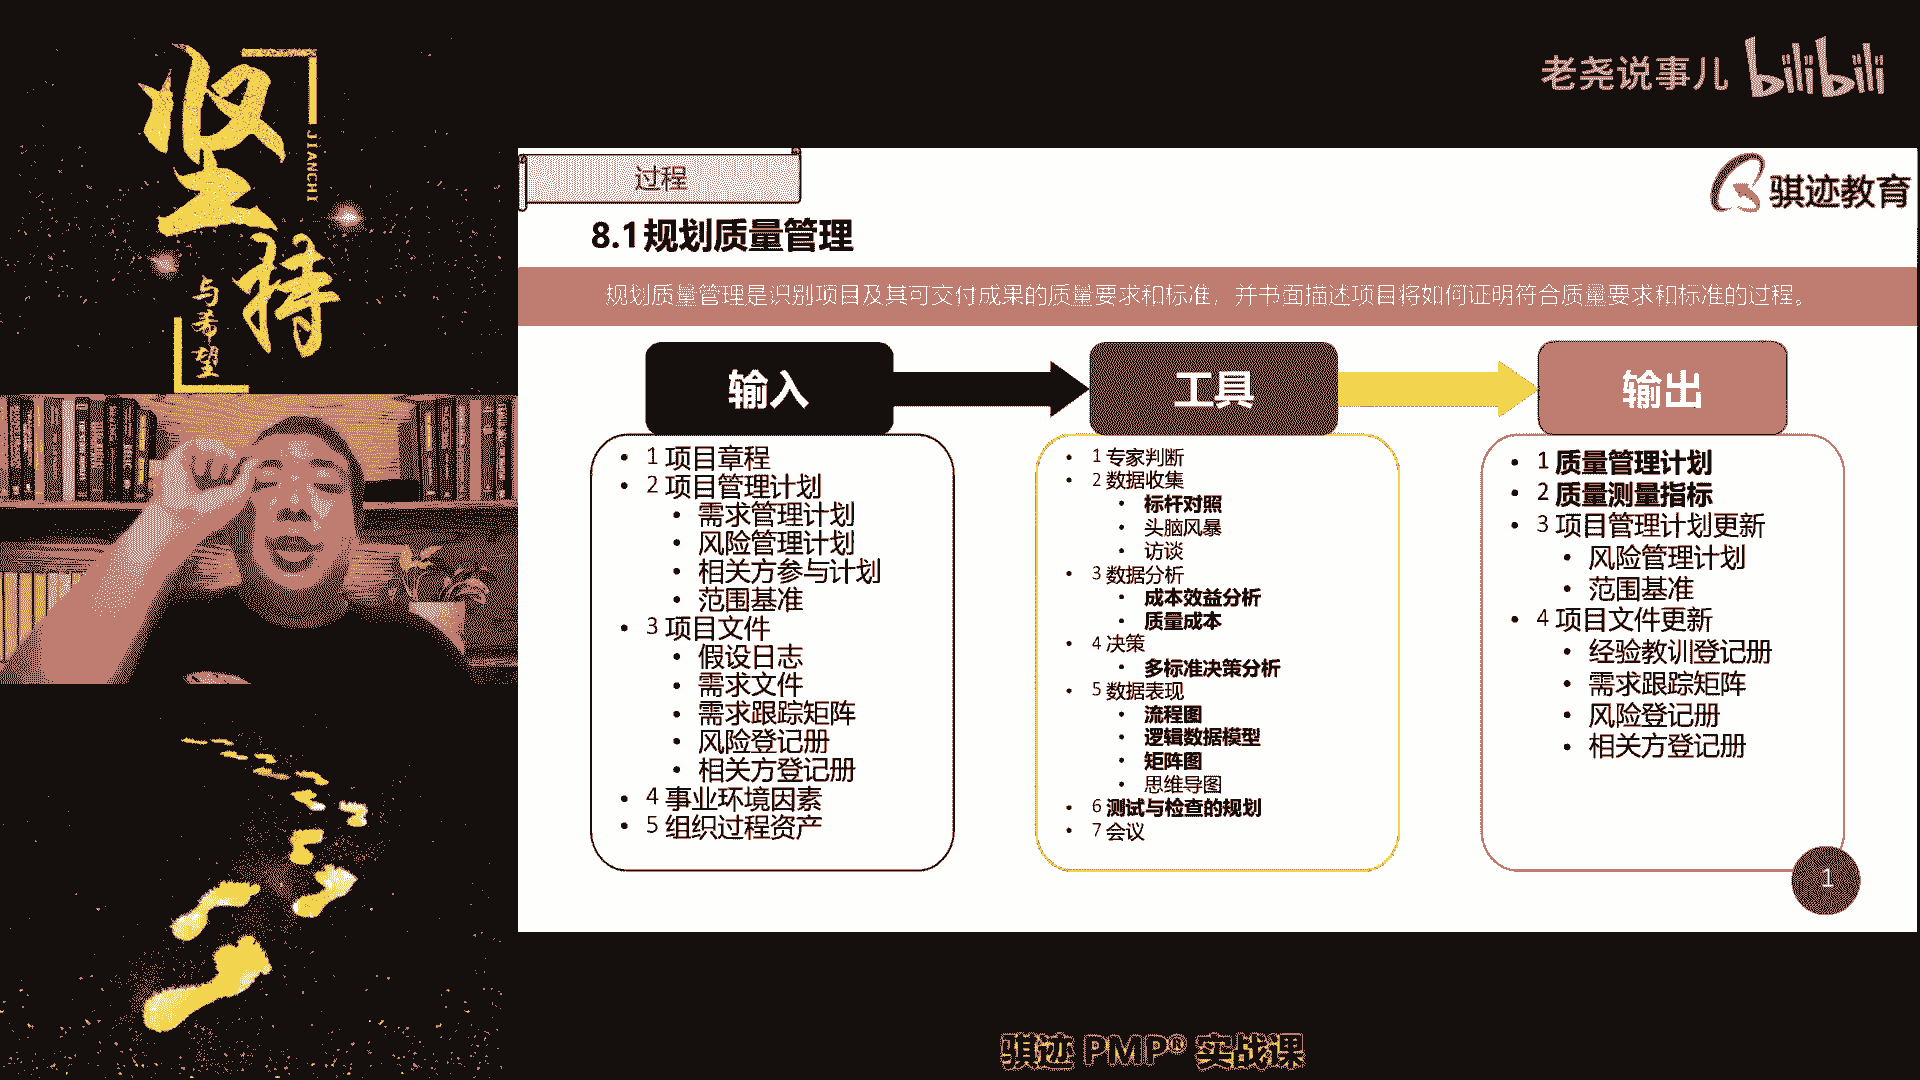 坚持
JIANCHI
与希望
老尧说事儿 bilibili
过程
骐迹教育
8.1规划质量管理
规划质量管理是识别项目及其可交付成果的质量要求和标准，并书面描述项目将如何证明符合质量要求和标准的过程。
输入
• 1 项目章程
• 2 项目管理计划
• 需求管理计划
• 风险管理计划
• 相关方参与计划
• 范围基准
• 3 项目文件
• 假设日志
• 需求文件
• 需求跟踪矩阵
• 风险登记册
• 相关方登记册
• 4 事业环境因素
• 5 组织过程资产
工具
• 1 专家判断
• 2 数据收集
• 标杆对照
• 头脑风暴
• 访谈
• 3 数据分析
• 成本效益分析
• 质量成本
• 4 决策
• 多标准决策分析
• 5 数据表现
• 流程图
• 逻辑数据模型
• 矩阵图
• 思维导图
• 6 测试与检查的规划
• 7 会议
输出
• 1 质量管理计划
• 2 质量测量指标
• 3 项目管理计划更新
• 风险管理计划
• 范围基准
• 4 项目文件更新
• 经验教训登记册
• 需求跟踪矩阵
• 风险登记册
• 相关方登记册
1
骐迹 PMP® 实战课